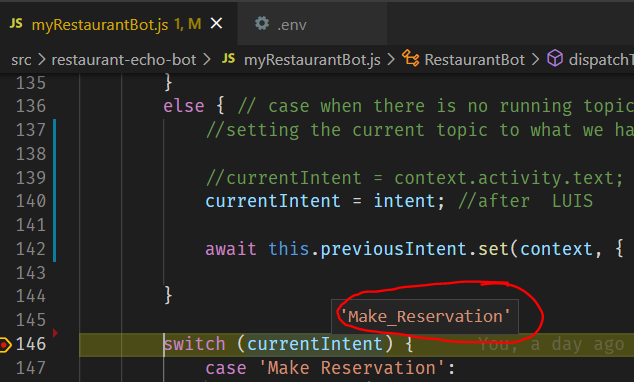 JS myRestaurantBot.js 1, M ✕ .env
src > restaurant-echo-bot > JS myRestaurantBot.js > RestaurantBot > dispatchT
135 }
136 else { // case when there is no running topic
137 //setting the current topic to what we ha
138
139 //currentIntent = context.activity.text;
140 currentIntent = intent; //after  LUIS
141
142 await this.previousIntent.set(context, {
143
144 }
145 'Make_Reservation'
146 switch (currentIntent) { You, a day ago
147 case 'Make Reservation':